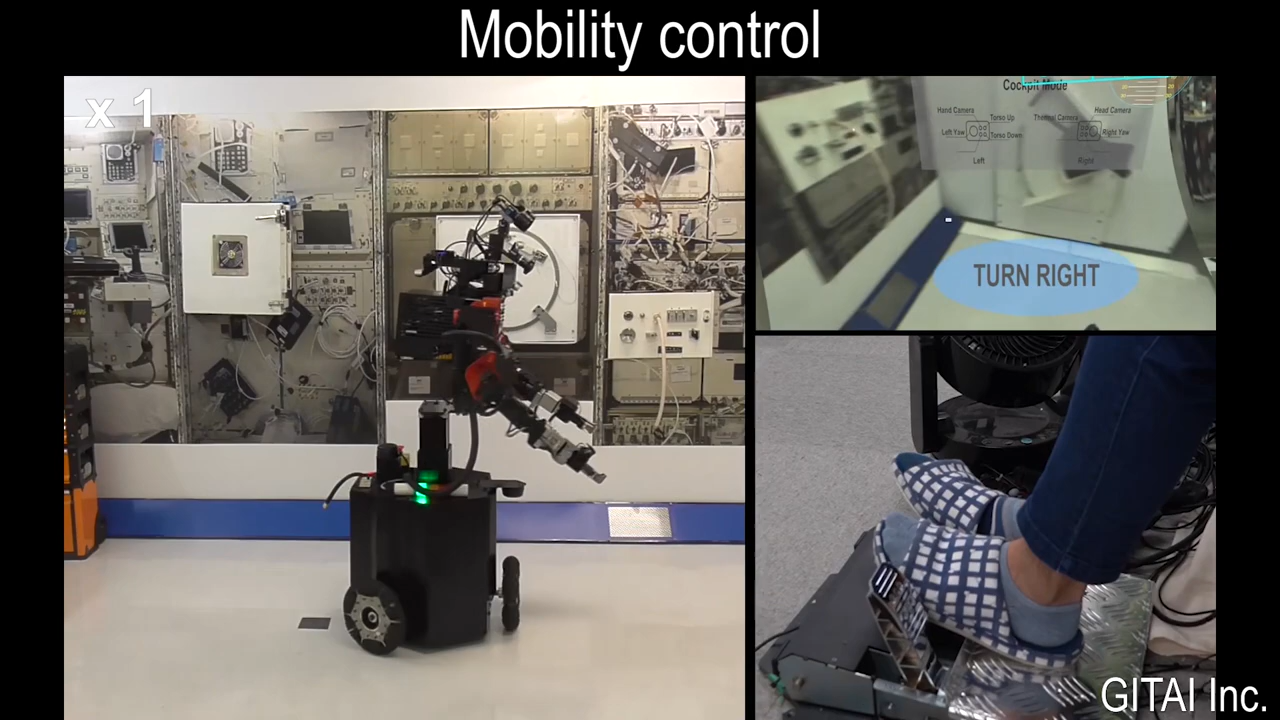 Mobility control
x 1
Cockpit Mode
Hand Camera
Head Camera
Torso Up
Thermal Camera
Left Yaw
Torso Down
Right Yaw
Left
Right
TURN RIGHT
GITAI Inc.